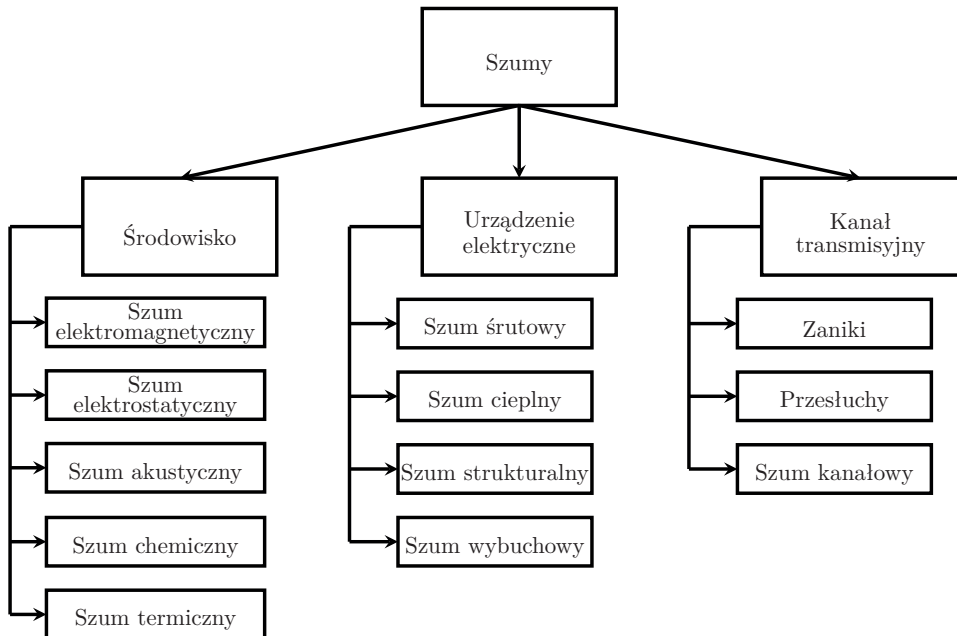 Szumy
Środowisko
Szum
elektromagnetyczny
Szum
elektrostatyczny
Szum akustyczny
Szum chemiczny
Szum termiczny
Urządzenie
elektryczne
Szum śrutowy
Szum cieplny
Szum strukturalny
Szum wybuchowy
Kanał
transmisyjny
Zaniki
Przesłuchy
Szum kanałowy